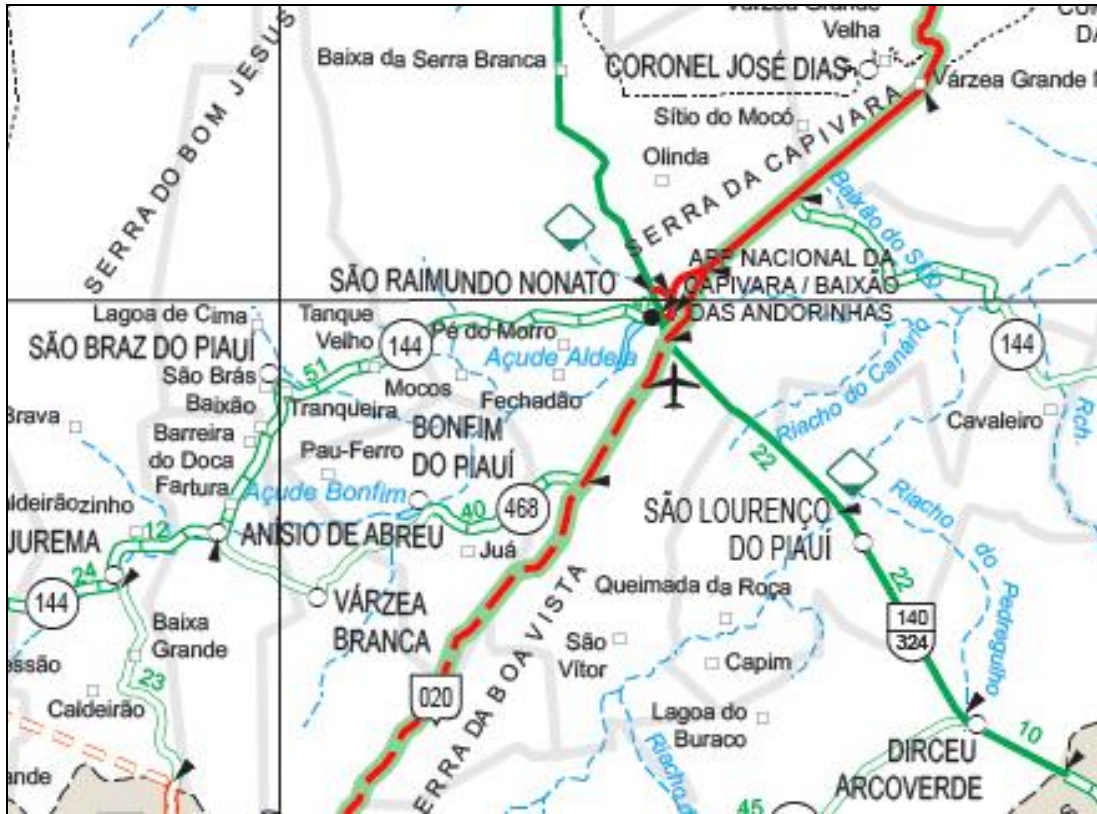 Várzea Grande
Velha
Baixa da Serra Branca
CORONEL JOSÉ DIAS
Várzea Grande
SERRA DO BOM JESUS
Sítio do Mocó
Olinda
SERRA DA CAPIVARA
Baixão do Sítio
SÃO RAIMUNDO NONATO
NACIONAL DA
CAPIVARA / BAIXÃO
DAS ANDORINHAS
Lagoa de Cima
Tanque
Velho
144
Pé do Morro
Açude Aldeia
Riacho do Canario
144
SÃO BRAZ DO PIAUÍ
São Brás
51
Mocos
Fechadão
Baixão
Tranqueira
Brava
BONFIM
DO PIAUÍ
Cavaleiro
Rch.
Barreira
do Doca
Pau-Ferro
22
Fartura
Açude Bonfim
Riacho
do
Pedregulho
12
ANÍSIO DE ABREU
40
468
SÃO LOURENÇO
DO PIAUÍ
JUREMA
Juá
24
22
144
Queimada da Roça
VÁRZEA
BRANCA
140
324
Baixa
Grande
São
Vítor
Capim
23
Caldeirão
020
SERRA DA BOA VISTA
Lagoa do
Buraco
DIRCEU
ARCOVERDE
10
Riacho
45